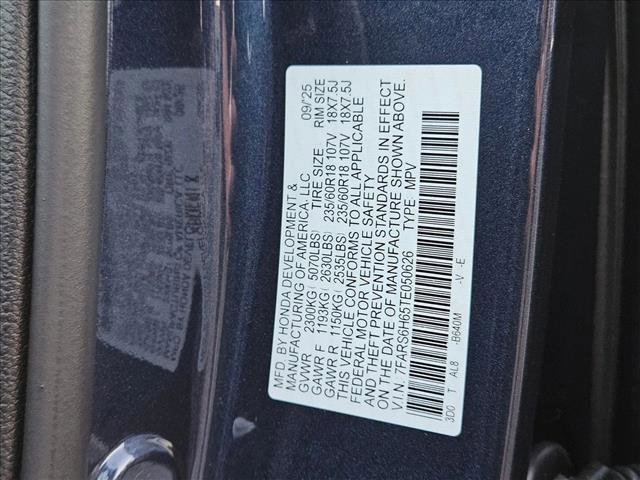 MFD. BY HONDA DEVELOPMENT & 09/25
MANUFACTURING OF AMERICA, LLC
GVWR 2300KG( 5070LBS) TIRE SIZE RIM SIZE
GAWR F 1193KG( 2630LBS) 235/60R18 107V 18X7.5J
GAWR R 1150KG( 2535LBS) 235/60R18 107V 18X7.5J
THIS VEHICLE CONFORMS TO ALL APPLICABLE
FEDERAL MOTOR VEHICLE SAFETY
AND THEFT PREVENTION STANDARDS IN EFFECT
ON THE DATE OF MANUFACTURE SHOWN ABOVE.
V.I.N. 7FARS6H65TE050626 TYPE: MPV
3D0 T AL8 -B640M -V -E